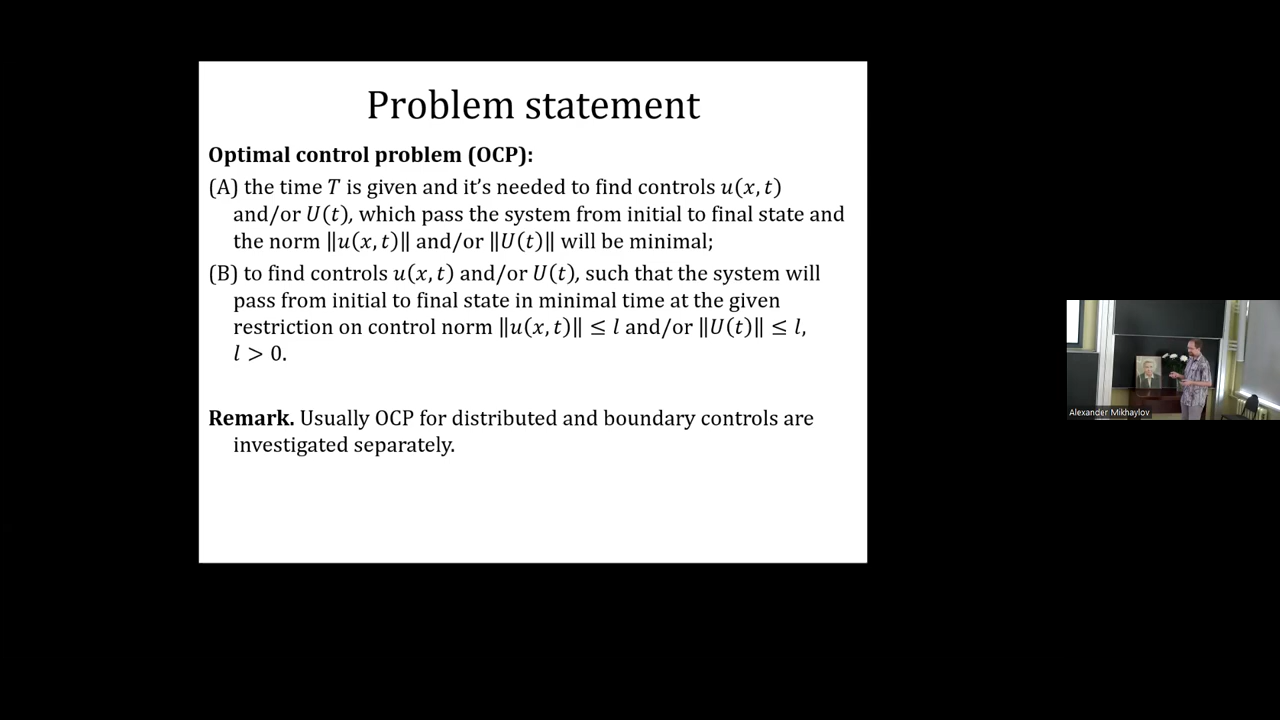 Problem statement
Optimal control problem (OCP):
(A) the time 𝑇 is given and it’s needed to find controls 𝑢(𝑥, 𝑡)
and/or 𝑈(𝑡), which pass the system from initial to final state and
the norm ‖𝑢(𝑥, 𝑡)‖ and/or ‖𝑈(𝑡)‖ will be minimal;
(B) to find controls 𝑢(𝑥, 𝑡) and/or 𝑈(𝑡), such that the system will
pass from initial to final state in minimal time at the given
restriction on control norm ‖𝑢(𝑥, 𝑡)‖ ≤ 𝑙 and/or ‖𝑈(𝑡)‖ ≤ 𝑙,
𝑙 > 0.
Remark. Usually OCP for distributed and boundary controls are
investigated separately.
Alexander Mikhaylov